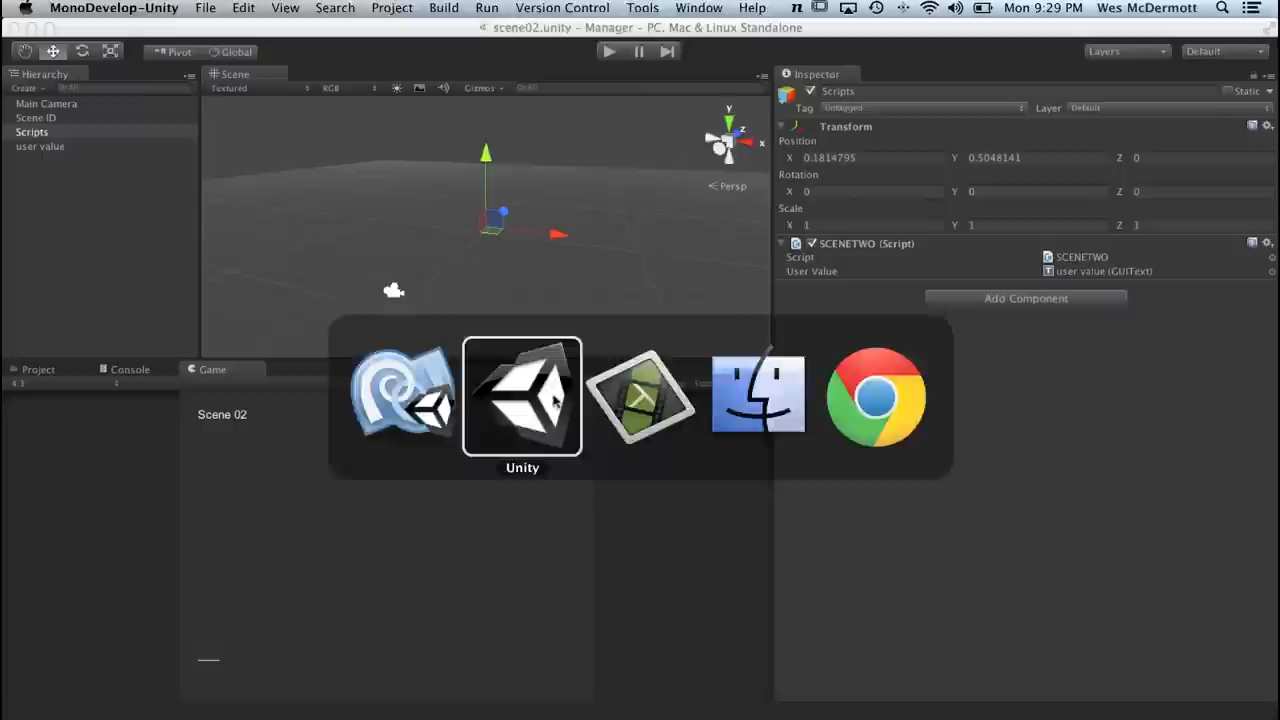 MonoDevelop-Unity File Edit View Search Project Build Run Version Control Tools Window Help Mon 9:29 PM Wes McDermott
scene02.unity - Manager - PC, Mac & Linux Standalone
Pivot Global Layers Default
Hierarchy Scene Inspector
Create Textured RGB Gizmos Scripts Static
Tag Untagged Layer Default
Main Camera
Scene ID
Scripts
user value
y
z
x
Persp
Transform
Position
X 0.1814795 Y 0.5048141 Z 0
Rotation
X 0 Y 0 Z 0
Scale
X 1 Y 1 Z 1
SCENETWO (Script)
Script SCENETWO
User Value user value (GUIText)
Add Component
Project Console Game
4:3
Scene 02
Unity